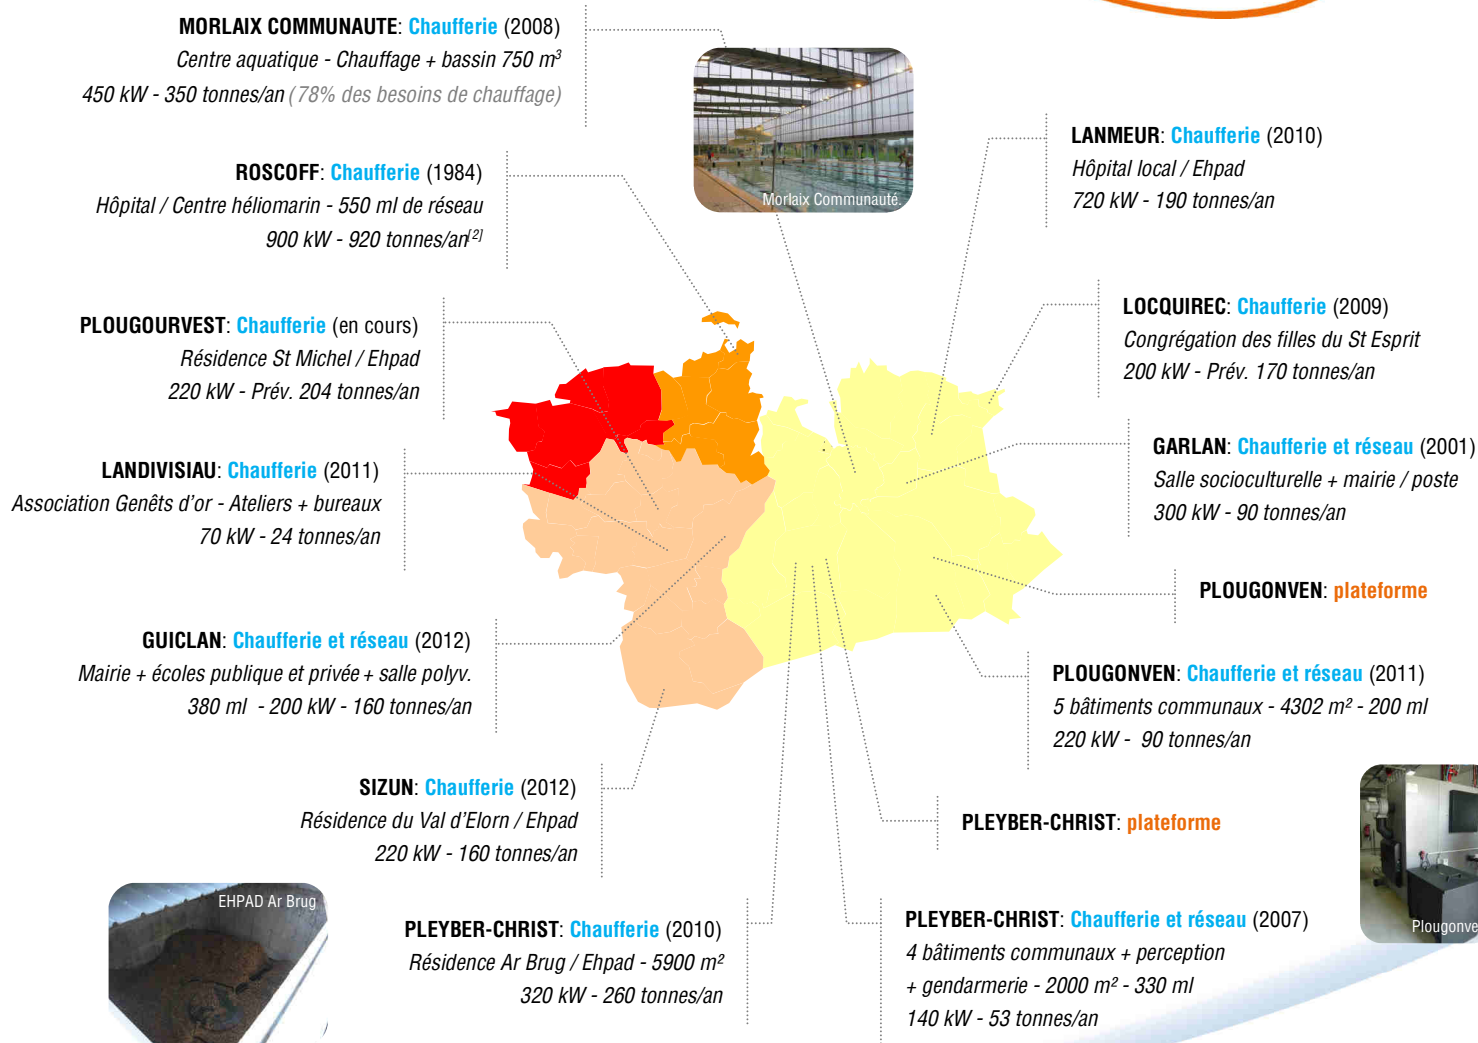 MORLAIX COMMUNAUTE: Chaufferie (2008)
Centre aquatique - Chauffage + bassin 750 m³
450 kW - 350 tonnes/an (78% des besoins de chauffage)
Morlaix Communauté.
ROSCOFF: Chaufferie (1984)
Hôpital / Centre héliomarin - 550 ml de réseau
900 kW - 920 tonnes/an[2]
PLOUGOURVEST: Chaufferie (en cours)
Résidence St Michel / Ehpad
220 kW - Prév. 204 tonnes/an
LANDIVISIAU: Chaufferie (2011)
Association Genêts d'or - Ateliers + bureaux
70 kW - 24 tonnes/an
GUICLAN: Chaufferie et réseau (2012)
Mairie + écoles publique et privée + salle polyv.
380 ml - 200 kW - 160 tonnes/an
SIZUN: Chaufferie (2012)
Résidence du Val d'Elorn / Ehpad
220 kW - 160 tonnes/an
EHPAD Ar Brug
PLEYBER-CHRIST: Chaufferie (2010)
Résidence Ar Brug / Ehpad - 5900 m²
320 kW - 260 tonnes/an
LANMEUR: Chaufferie (2010)
Hôpital local / Ehpad
720 kW - 190 tonnes/an
LOCQUIREC: Chaufferie (2009)
Congrégation des filles du St Esprit
200 kW - Prév. 170 tonnes/an
GARLAN: Chaufferie et réseau (2001)
Salle socioculturelle + mairie / poste
300 kW - 90 tonnes/an
PLOUGONVEN: plateforme
PLOUGONVEN: Chaufferie et réseau (2011)
5 bâtiments communaux - 4302 m² - 200 ml
220 kW - 90 tonnes/an
PLEYBER-CHRIST: plateforme
Plougonve
PLEYBER-CHRIST: Chaufferie et réseau (2007)
4 bâtiments communaux + perception
+ gendarmerie - 2000 m² - 330 ml
140 kW - 53 tonnes/an